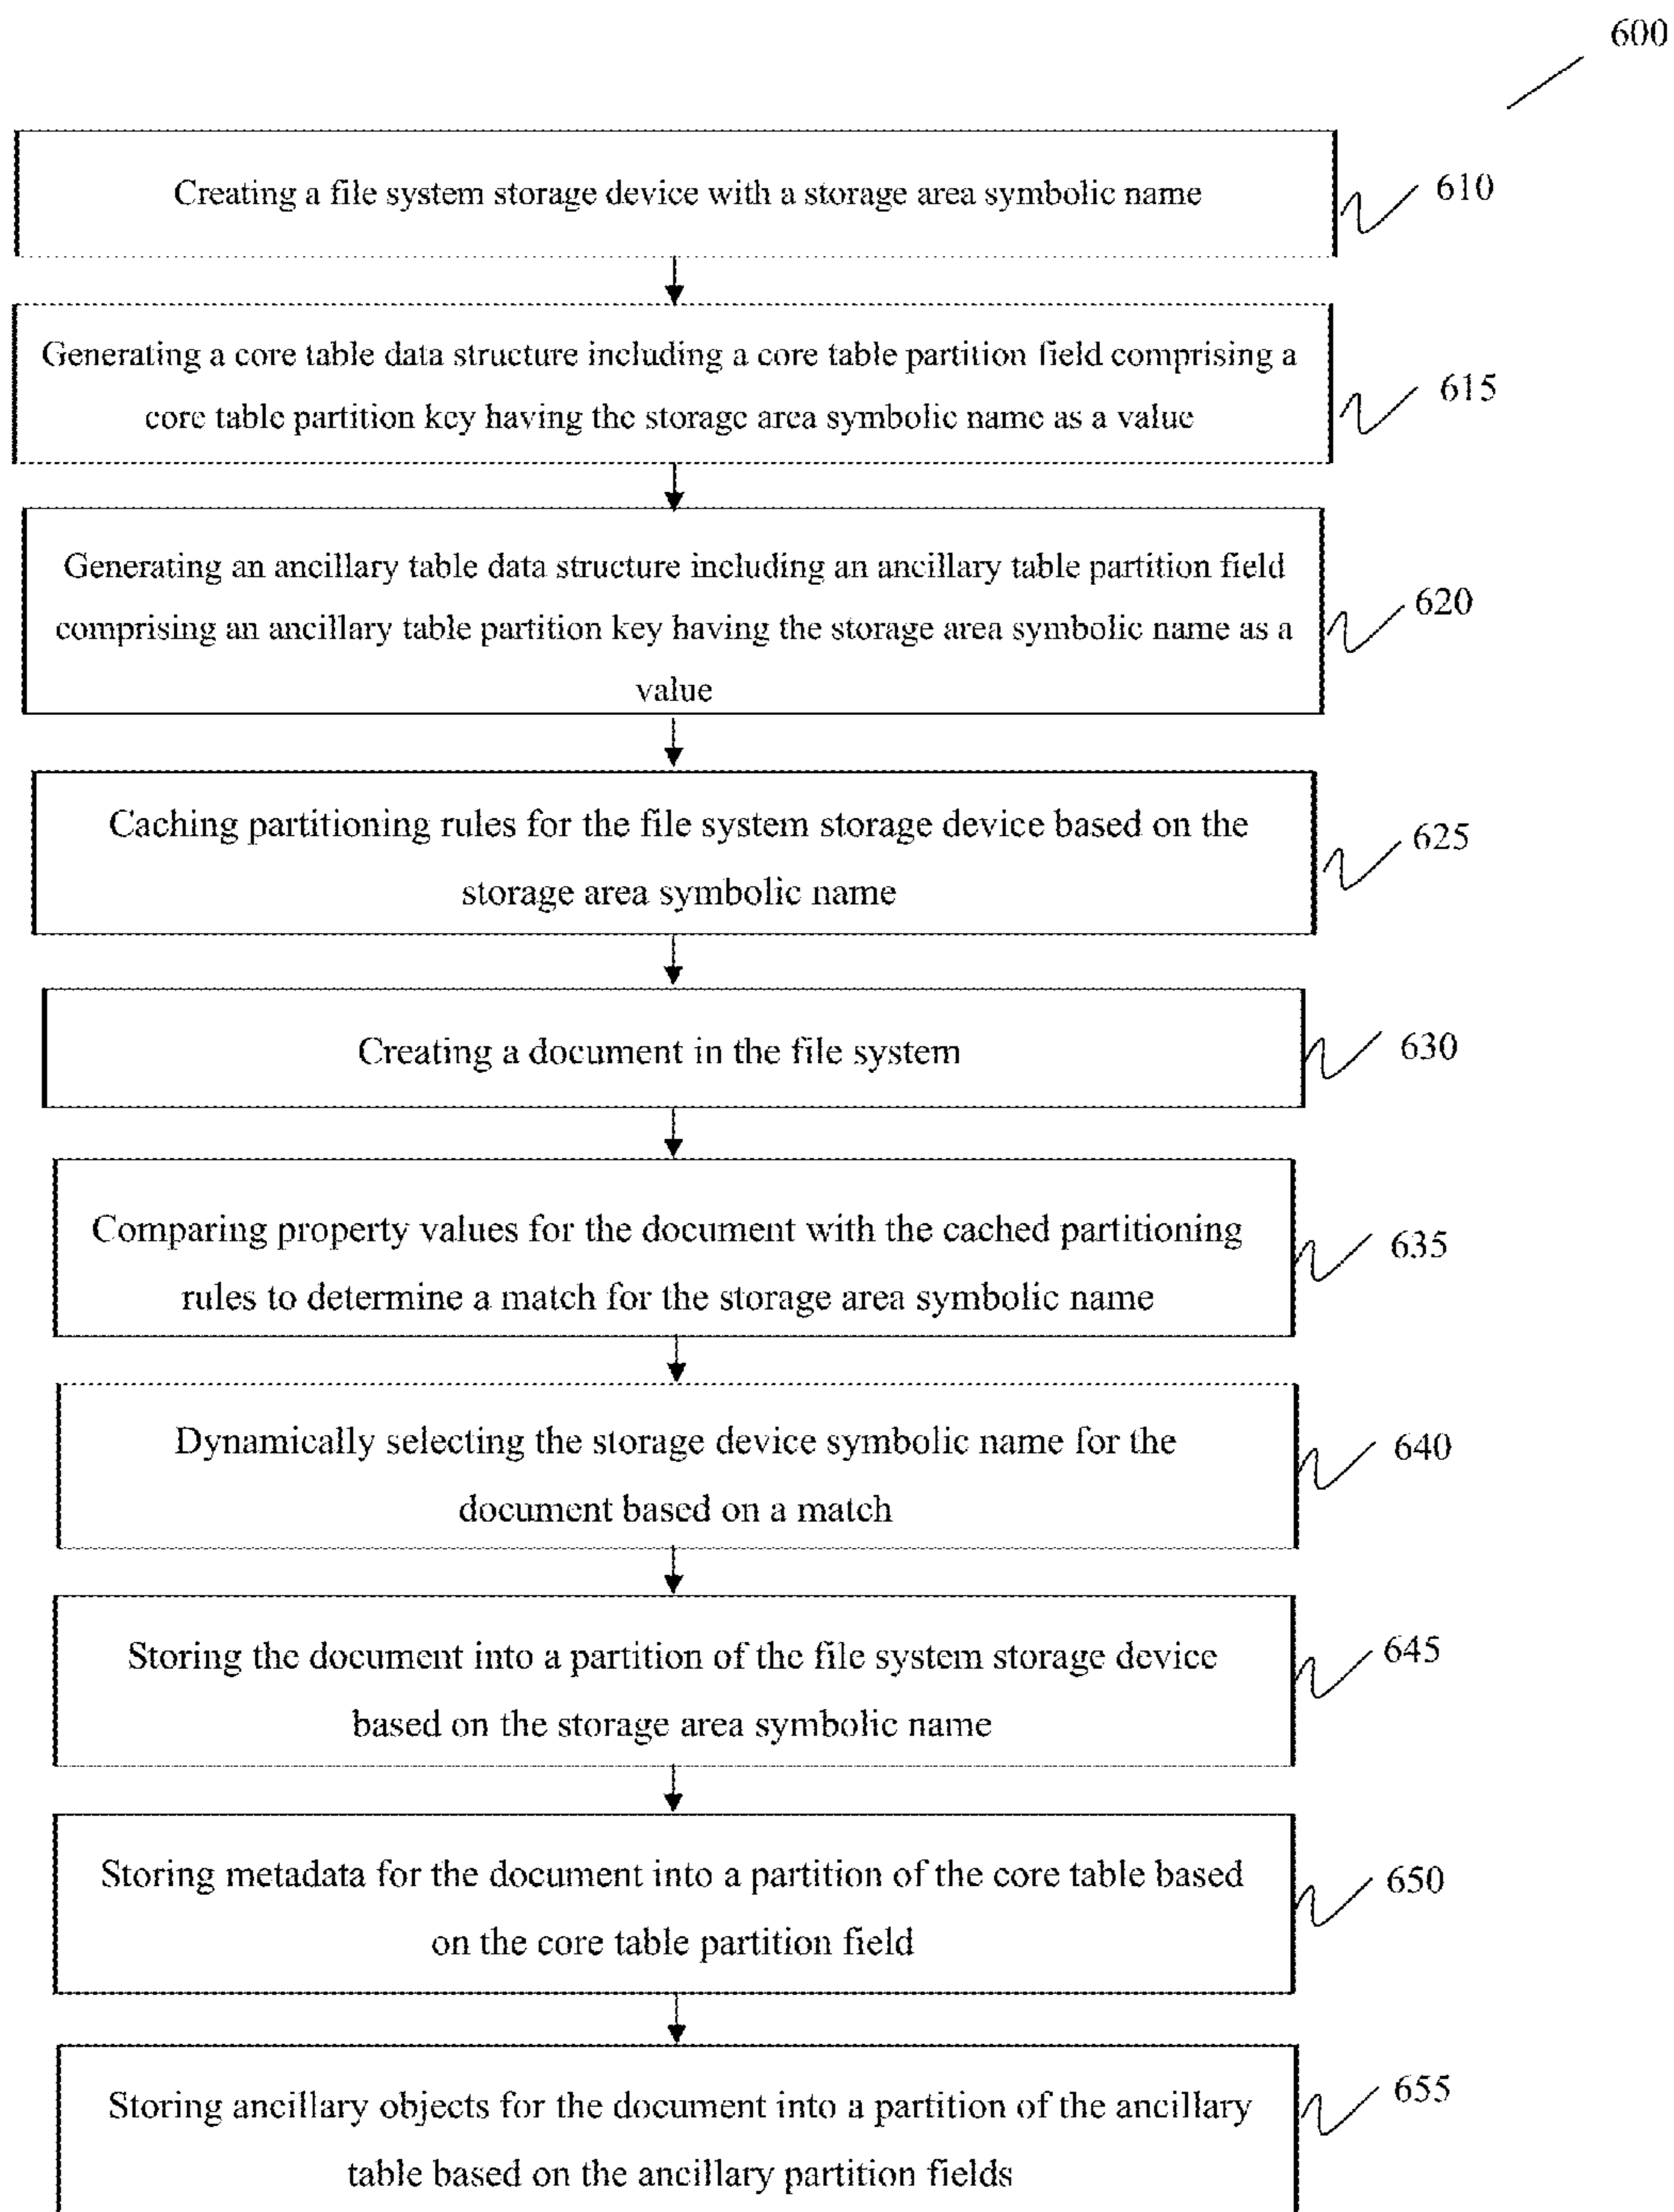 600
Creating a file system storage device with a storage area symbolic name
610
Generating a core table data structure including a core table partition field comprising a
core table partition key having the storage area symbolic name as a value
615
Generating an ancillary table data structure including an ancillary table partition field
comprising an ancillary table partition key having the storage area symbolic name as a
value
620
Caching partitioning rules for the file system storage device based on the
storage area symbolic name
625
Creating a document in the file system
630
Comparing property values for the document with the cached partitioning
rules to determine a match for the storage area symbolic name
635
Dynamically selecting the storage device symbolic name for the
document based on a match
640
Storing the document into a partition of the file system storage device
based on the storage area symbolic name
645
Storing metadata for the document into a partition of the core table based
on the core table partition field
650
Storing ancillary objects for the document into a partition of the ancillary
table based on the ancillary partition fields
655